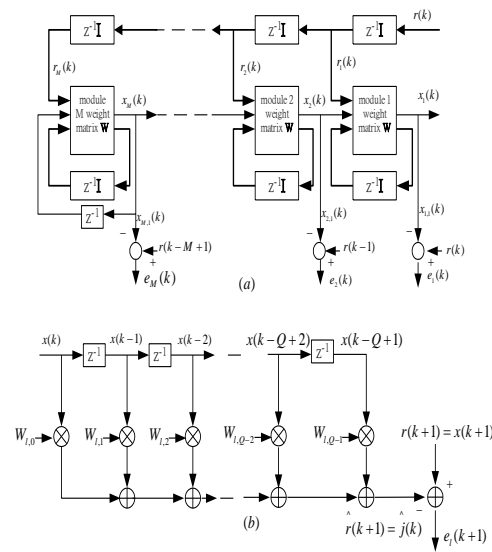 Z⁻¹I Z⁻¹I Z⁻¹I r(k)
r_M(k) r_2(k) r_1(k)
module M weight matrix W x_M(k) module 2 weight matrix W x_2(k) module 1 weight matrix W x_1(k)
Z⁻¹I Z⁻¹I Z⁻¹I
Z⁻¹ x_{M,1}(k) x_{2,1}(k) x_{1,1}(k)
− r(k−M+1) + − r(k−1) + − r(k) +
e_M(k) e_2(k) e_1(k)
(a)
x(k) Z⁻¹ x(k−1) Z⁻¹ x(k−2) x(k−Q+2) Z⁻¹ x(k−Q+1)
W_{l,0} W_{l,1} W_{l,2} W_{l,Q−2} W_{l,Q−1} r(k+1) = x(k+1)
+
−
r̂(k+1) = ĵ(k)
e_l(k+1)
(b)